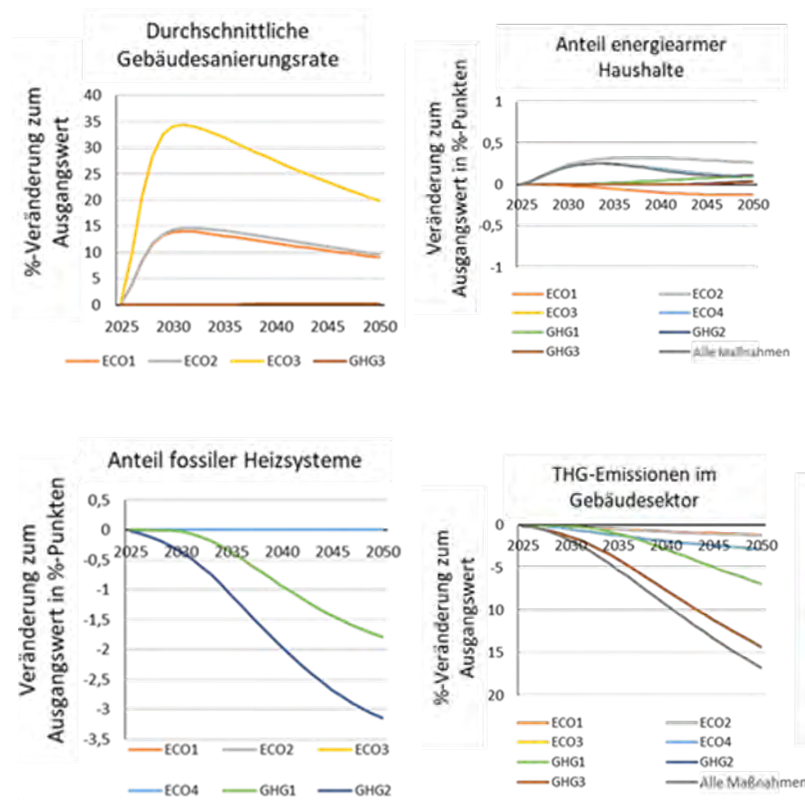 Durchschnittliche
Gebäudesanierungsrate
%-Veränderung zum
Ausgangswert
40
35
30
25
20
15
10
5
0
2025 2030 2035 2040 2045 2050
ECO1 ECO2 ECO3 GHG3
Anteil energiearmer
Haushalte
Veränderung zum
Ausgangswert in %-Punkten
1
0,5
0
2025 2030 2035 2040 2045 2050
-0,5
-1
ECO1 ECO2
ECO3 ECO4
GHG1 GHG2
GHG3 Alle Maßnahmen
Anteil fossiler Heizsysteme
Veränderung zum
Ausgangswert in %-Punkten
0,5
0
2025 2030 2035 2040 2045 2050
-0,5
-1
-1,5
-2
-2,5
-3
-3,5
ECO1 ECO2 ECO3
ECO4 GHG1 GHG2
THG-Emissionen im
Gebäudesektor
%-Veränderung zum
Ausgangswert
0
2025 2030 2035 2040 2045 2050
-5
10
15
20
ECO1 ECO2
ECO3 ECO4
GHG1 GHG2
GHG3 Alle Maßnahmen